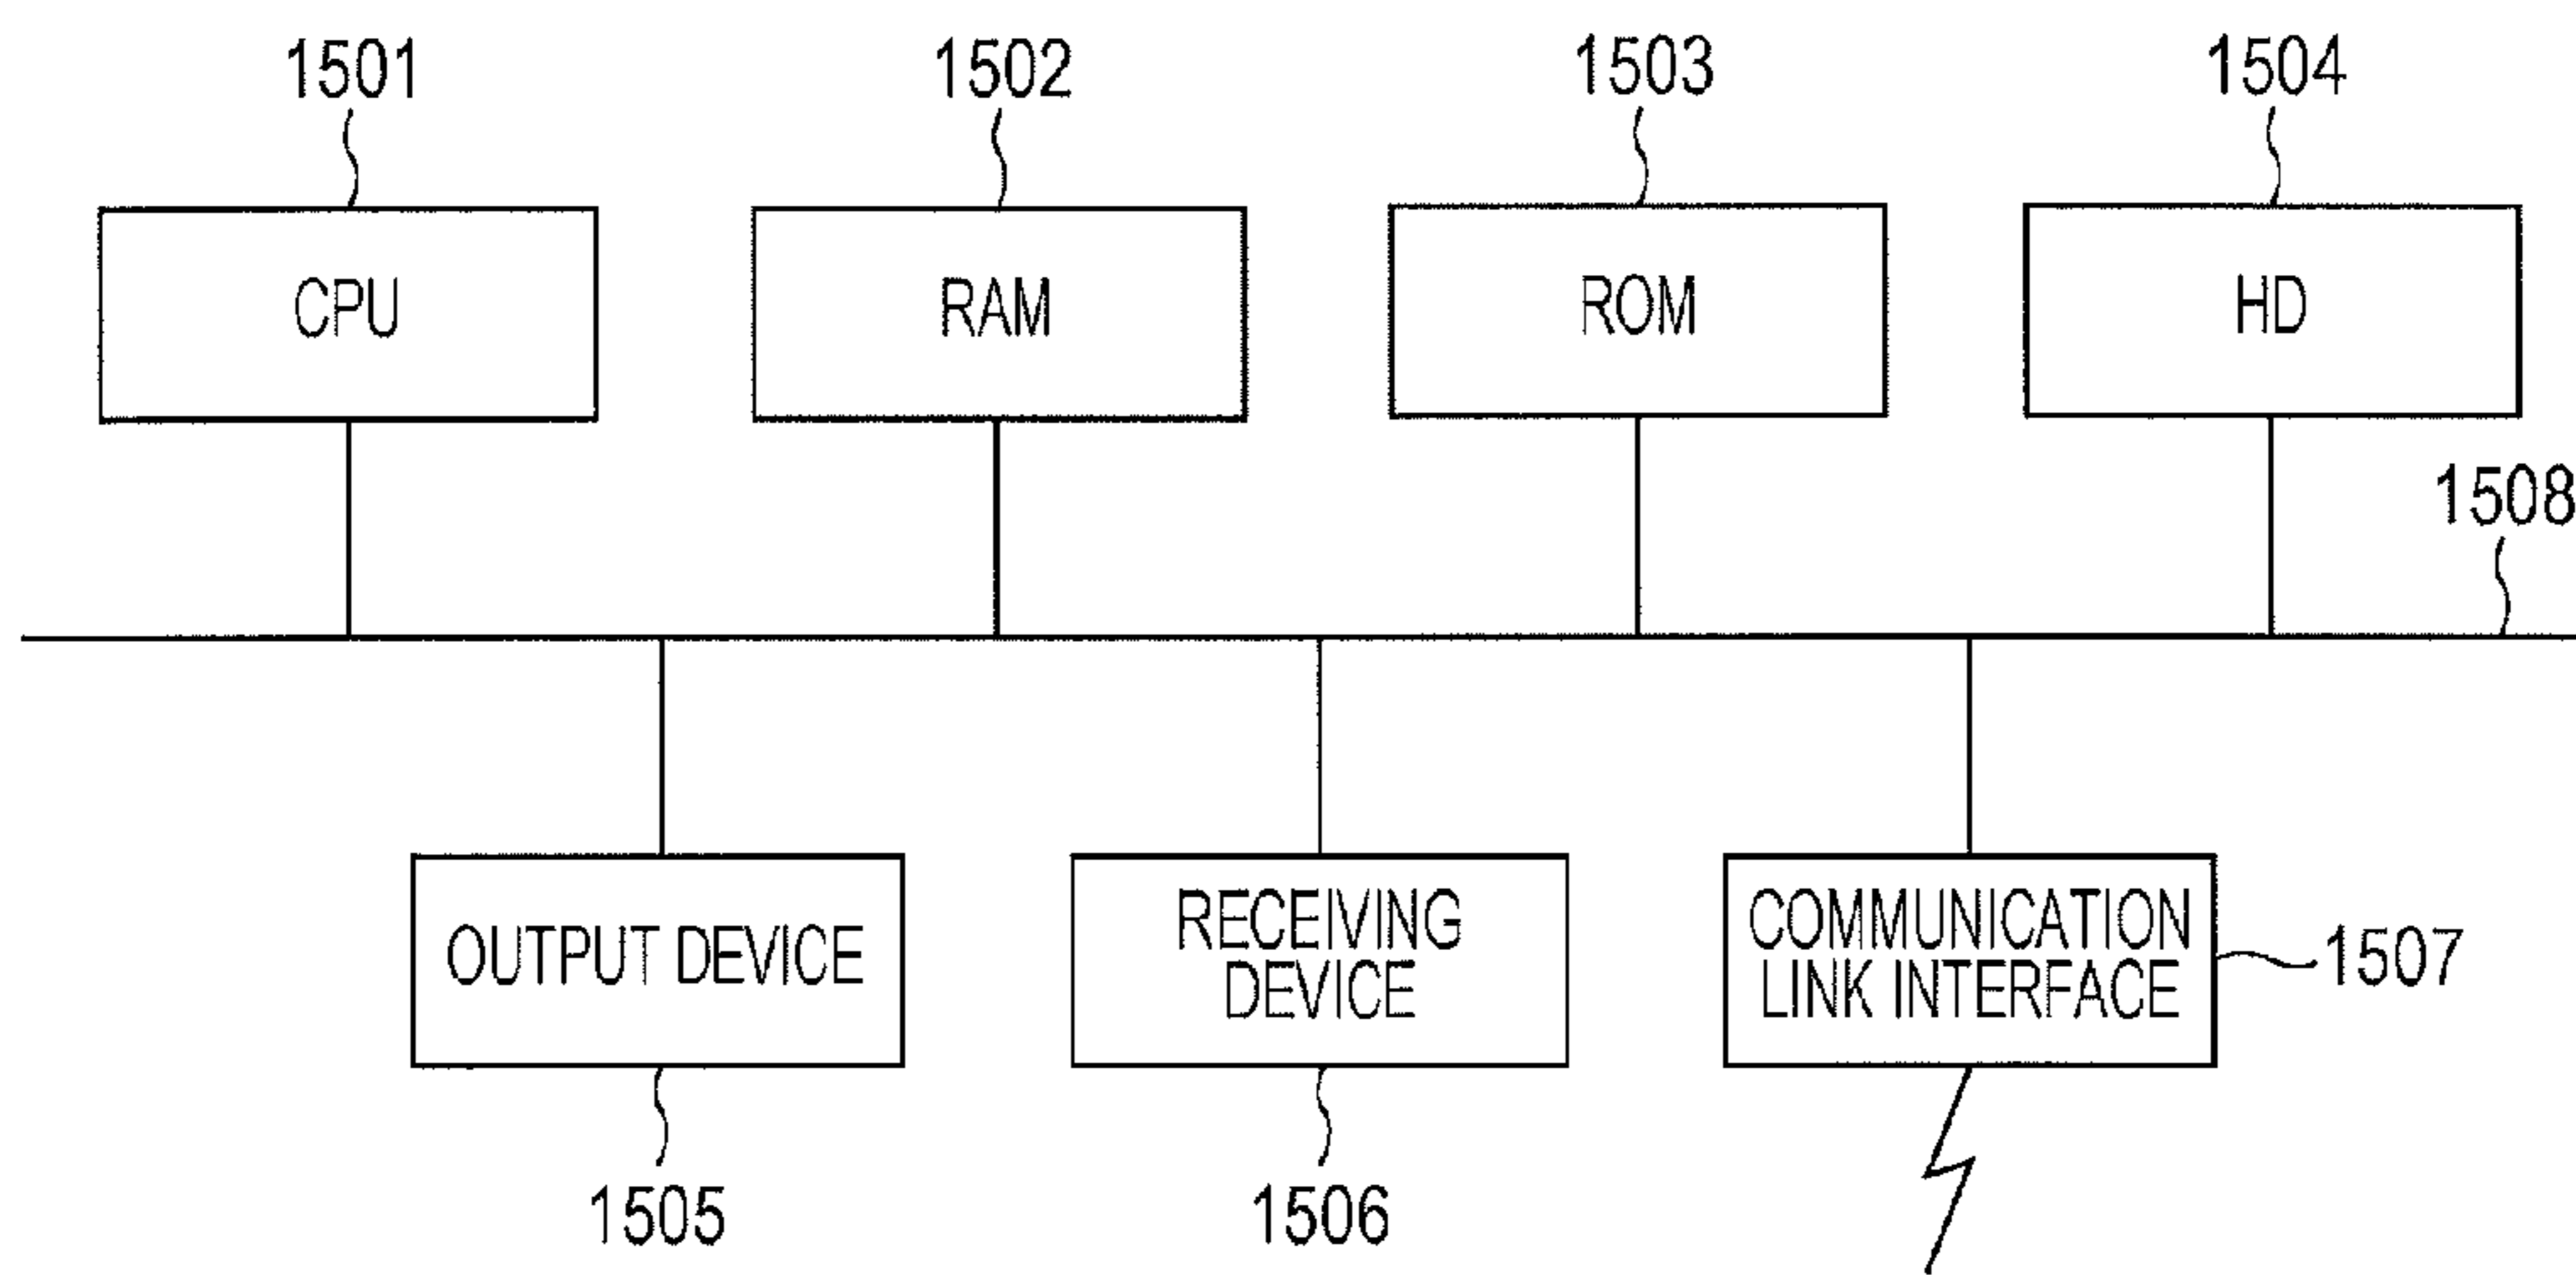 1501
1502
1503
1504
CPU
RAM
ROM
HD
1508
OUTPUT DEVICE
RECEIVING
DEVICE
COMMUNICATION
LINK INTERFACE
1507
1505
1506